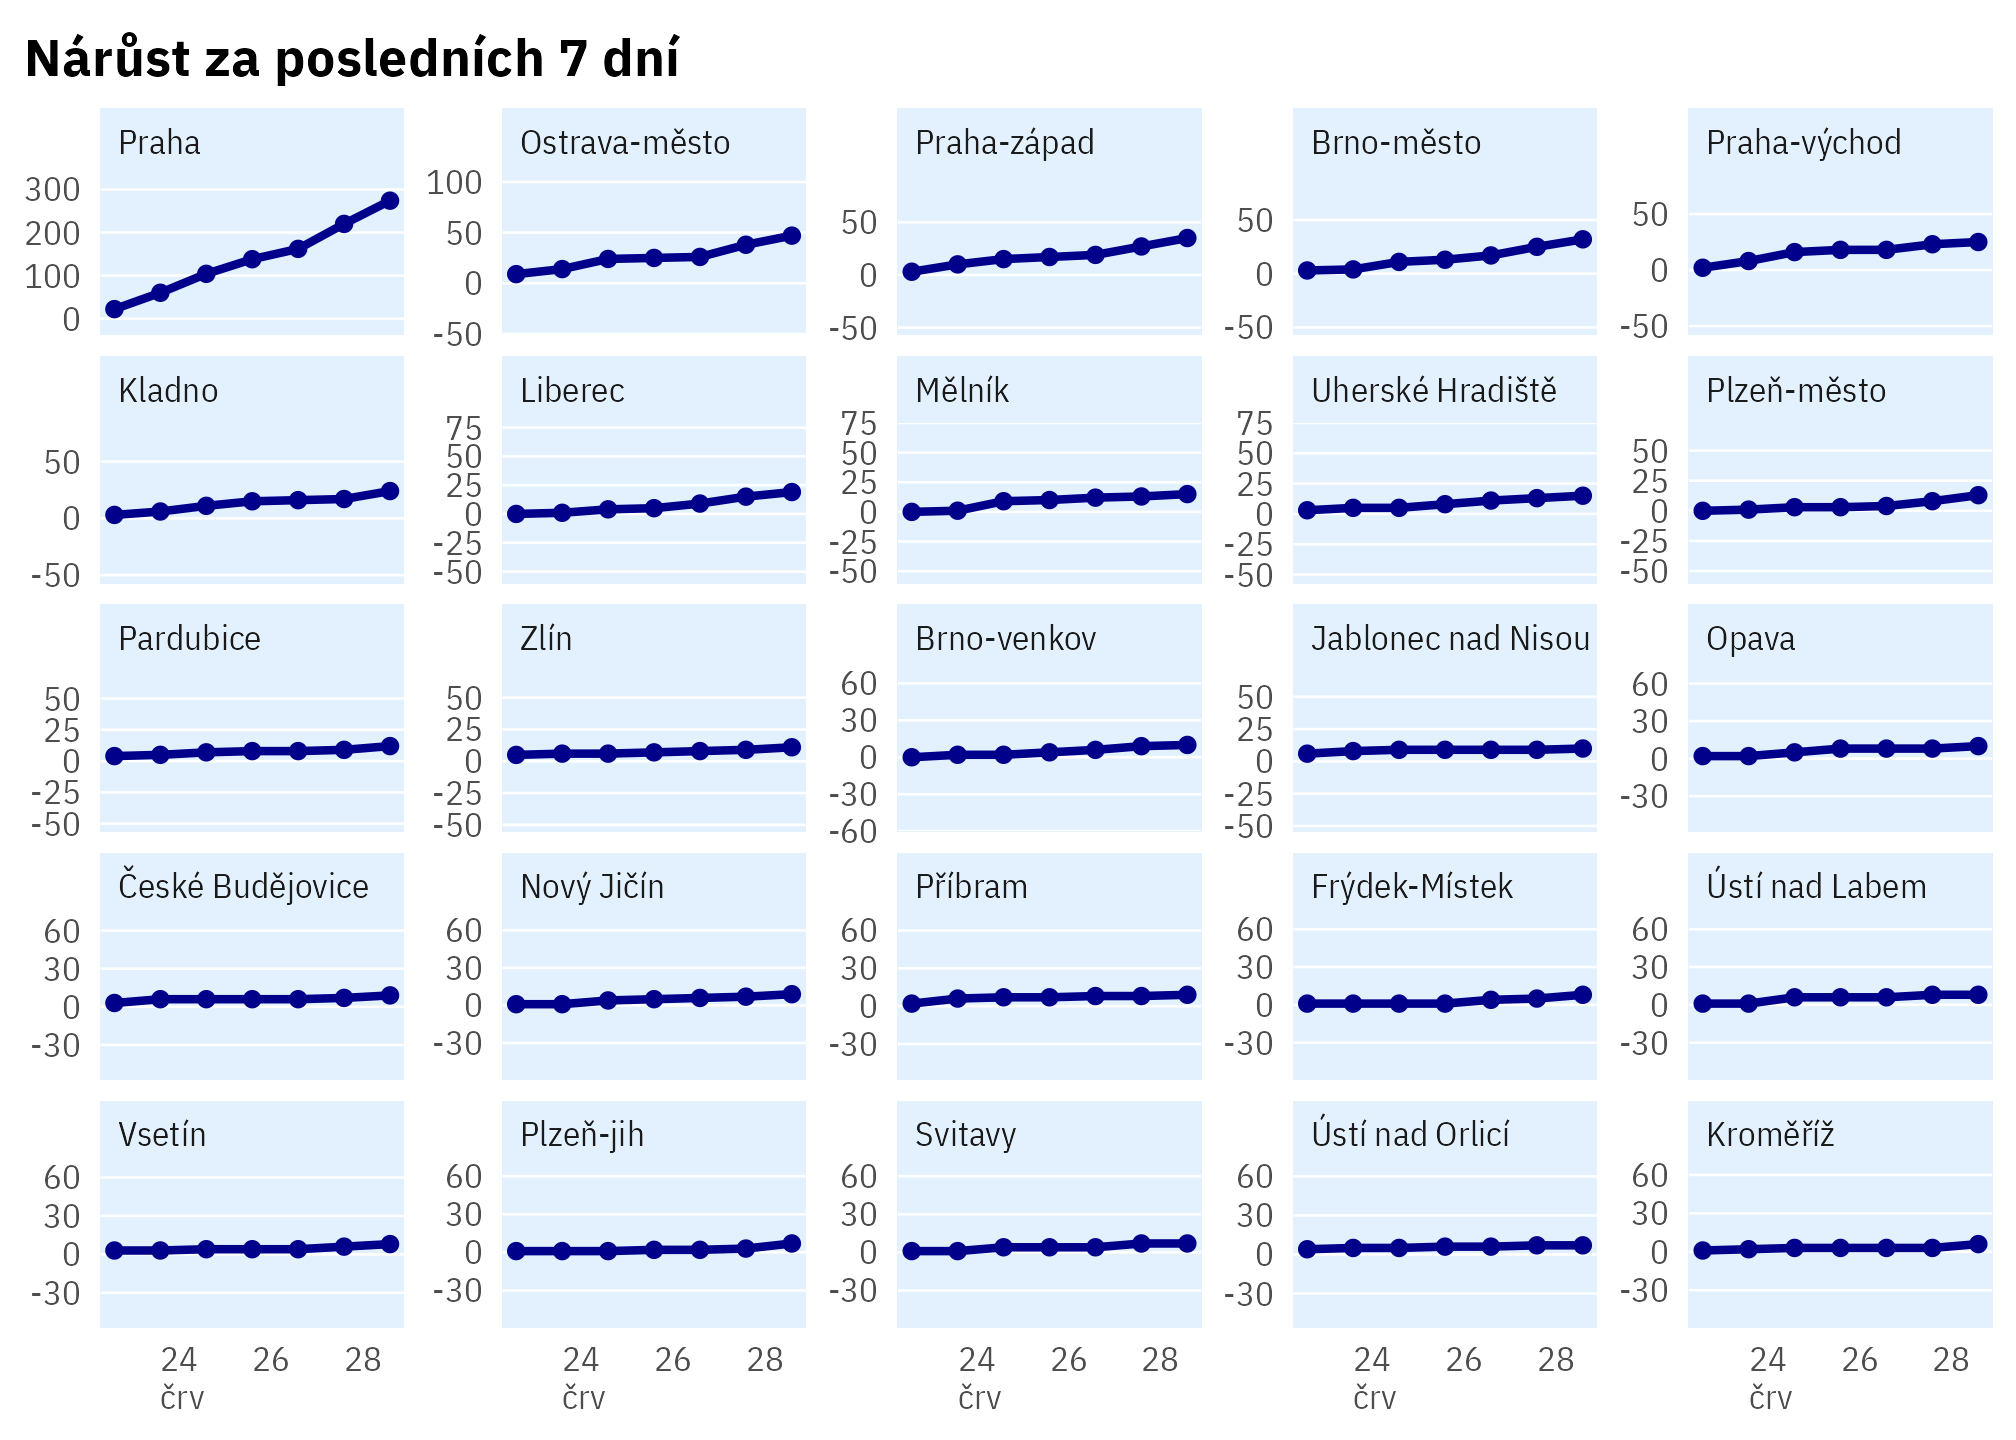 Nárůst za posledních 7 dní
Praha
300
200
100
0
Ostrava-město
100
50
0
-50
Praha-západ
50
0
-50
Brno-město
50
0
-50
Praha-východ
50
0
-50
Kladno
50
0
-50
Liberec
75
50
25
0
-25
-50
Mělník
75
50
25
0
-25
-50
Uherské Hradiště
75
50
25
0
-25
-50
Plzeň-město
50
25
0
-25
-50
Pardubice
50
25
0
-25
-50
Zlín
50
25
0
-25
-50
Brno-venkov
60
30
0
-30
-60
Jablonec nad Nisou
50
25
0
-25
-50
Opava
60
30
0
-30
České Budějovice
60
30
0
-30
Nový Jičín
60
30
0
-30
Příbram
60
30
0
-30
Frýdek-Místek
60
30
0
-30
Ústí nad Labem
60
30
0
-30
Vsetín
60
30
0
-30
Plzeň-jih
60
30
0
-30
Svitavy
60
30
0
-30
Ústí nad Orlicí
60
30
0
-30
Kroměříž
60
30
0
-30
24 26 28
črv
24 26 28
črv
24 26 28
črv
24 26 28
črv
24 26 28
črv